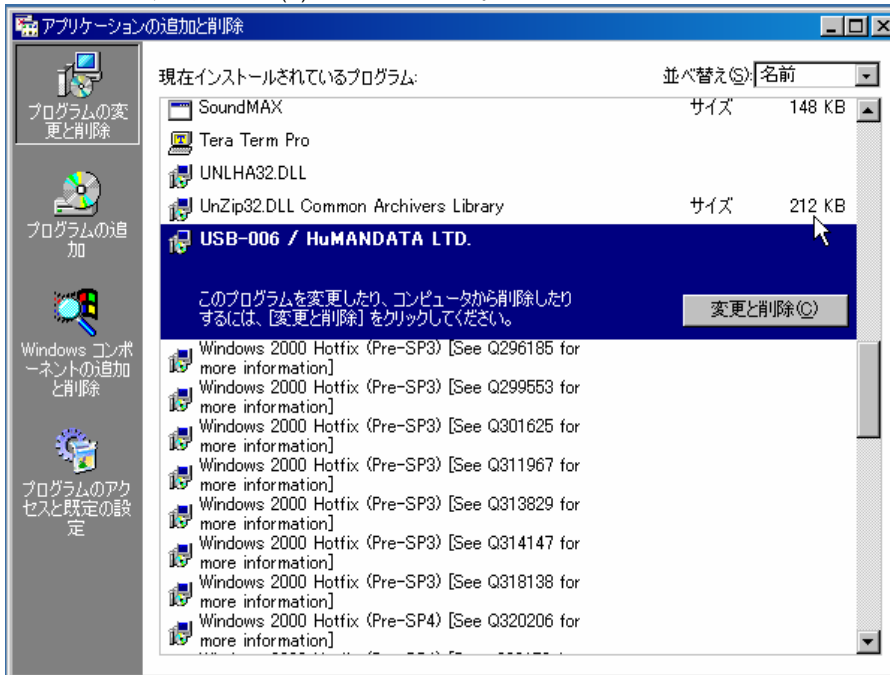 アプリケーションの追加と削除
プログラムの変
更と削除
プログラムの追
加
Windows コンポ
ーネントの追加
と削除
プログラムのアク
セスと既定の設
定
現在インストールされているプログラム:
並べ替え(S): 名前
SoundMAX サイズ 148 KB
Tera Term Pro
UNLHA32.DLL
UnZip32.DLL Common Archivers Library サイズ 212 KB
USB-006 / HuMANDATA LTD.
このプログラムを変更したり、コンピュータから削除したり
するには、[変更と削除] をクリックしてください。
変更と削除(C)
Windows 2000 Hotfix (Pre-SP3) [See Q296185 for
more information]
Windows 2000 Hotfix (Pre-SP3) [See Q299553 for
more information]
Windows 2000 Hotfix (Pre-SP3) [See Q301625 for
more information]
Windows 2000 Hotfix (Pre-SP3) [See Q311967 for
more information]
Windows 2000 Hotfix (Pre-SP3) [See Q313829 for
more information]
Windows 2000 Hotfix (Pre-SP3) [See Q314147 for
more information]
Windows 2000 Hotfix (Pre-SP3) [See Q318138 for
more information]
Windows 2000 Hotfix (Pre-SP4) [See Q320206 for
more information]